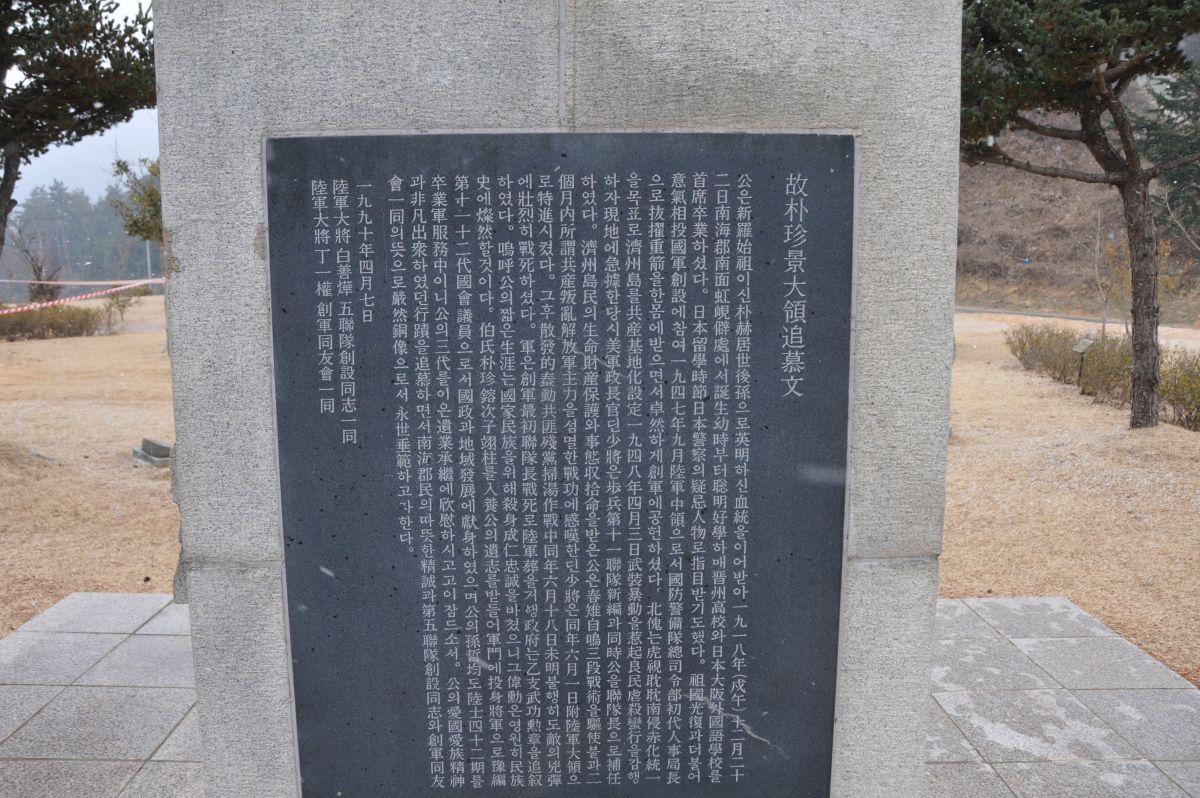 故朴珍景大領追慕文
公은新羅始祖이신朴赫居世後孫으로英明하신血統을이어받아一九一八年(戊午)十二月二十
二日南海郡南面虹峴僻處에서誕生幼時부터聰明好學하매晋州高校와日本大阪外國語學校를
首席卒業하셨다。日本留學時節日本警察의疑忌人物로指目받기도했다。祖國光復과더불어
意氣相投國軍創設에참여一九四七年九月陸軍中領으로서國防警備隊總司令部初代人事局長
으로拔擢重箭을한몸에받으면서卓然하게創軍에공헌하셨다。北傀는虎視耽耽南侵赤化統一
을목표로濟州島를共産基地化設定一九四八年四月三日武裝暴動을惹起良民虐殺蠻行을감행
하자現地에急據한당시美軍政長官딘少將은步兵第十一聯隊新編과同時公을聯隊長으로補任
하였다。濟州島民의生命財産保護와事態収拾命을받은公은春雉自鳴三段戰術을驅使불과二
個月內所謂共産叛亂解放軍主力을섬멸한戰功에感嘆한딘少將은同年六月一日附陸軍大領으
로特進시켰다。그후散發的蠢動共匪殘黨掃湯作戰中同年六月十八日未明불행히도敵의兇彈
에壯烈히戰死하셨다。軍은創軍最初聯隊長戰死로陸軍葬을거행政府는乙支武功勲章을追叙
하였다。嗚呼公의짧은生涯는國家民族을위해殺身成仁忠誠을바쳤으니그偉勳은영원히民族
史에燦然할것이다。伯氏朴珍鎔次子翊柱를入養公의遺志를받들어軍門에投身將軍으로豫編
第十一十二代國會議員으로서國政과地域發展에獻身하였으며公의孫哲均도陸士四十二期를
卒業軍服務中이니公의三代를이은遺業承繼에欣慰하시고고이잠드소서。公의愛國愛族精神
과非凡出衆하였던行蹟을追慕하면서南海郡民의따뜻한精誠과第五聯隊創設同志와創軍同友
會一同의뜻으로嚴然銅像으로서永世垂範하고자한다。
一九九十年四月七日
陸軍大將白善燁 五聯隊創設同志一同
陸軍大將丁一權 創軍同友會一同